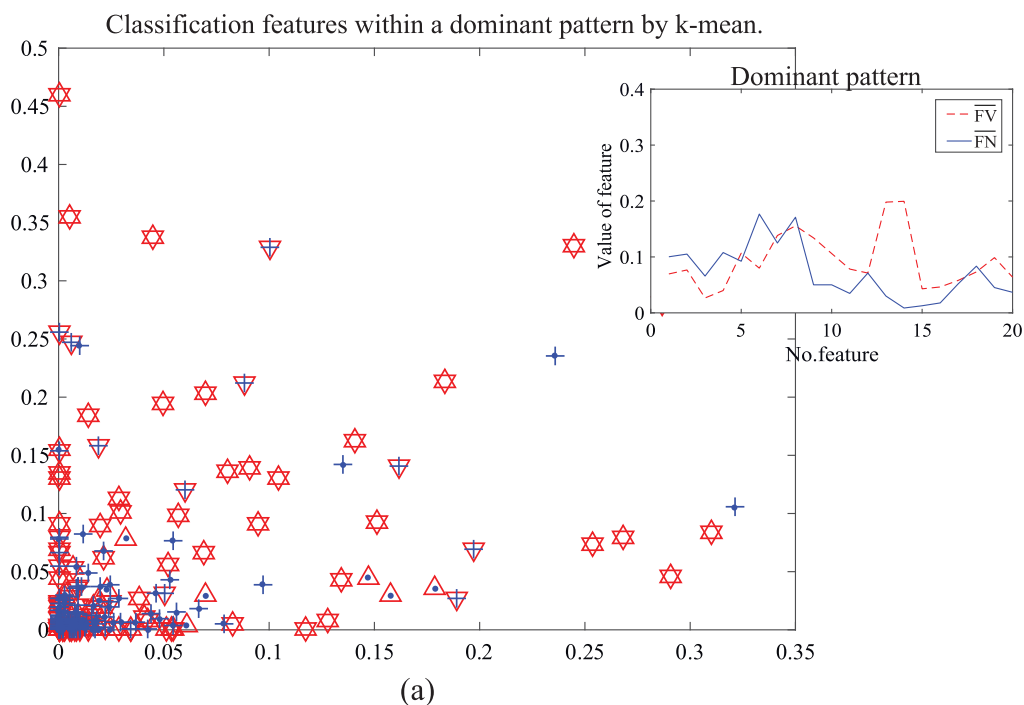 Classification features within a dominant pattern by k-mean.
0.5
0.45
0.4
0.35
0.3
0.25
0.2
0.15
0.1
0.05
0
0 0.05 0.1 0.15 0.2 0.25 0.3 0.35
Dominant pattern
0.4
0.3
0.2
0.1
0
Value of feature
F̅V̅
F̅N̅
0 5 10 15 20
No.feature
(a)